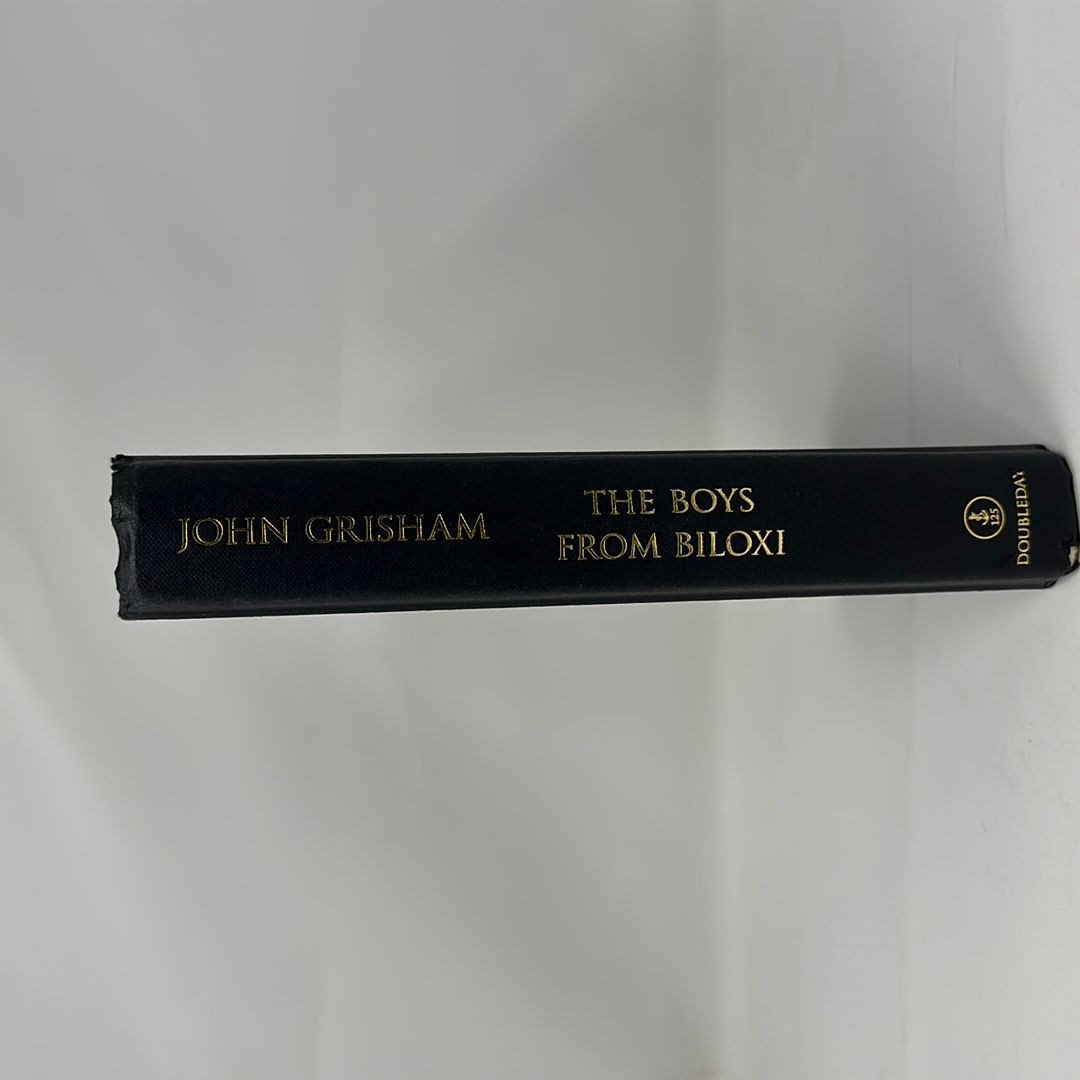 JOHN GRISHAM
THE BOYS
FROM BILOXI
125
DOUBLEDAY